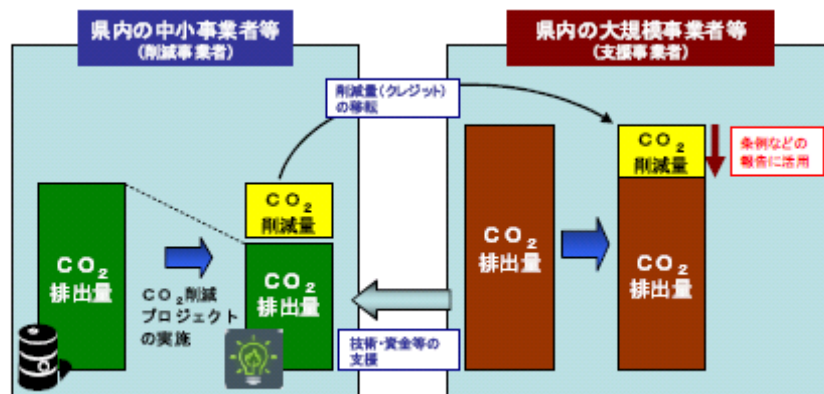 県内の中小事業者等
(削減事業者)
県内の大規模事業者等
(支援事業者)
削減量(クレジット)
の移転
CO₂
削減量
条例などの
報告に活用
CO₂
削減量
CO₂
排出量
CO₂
排出量
CO₂
排出量
CO₂
排出量
CO₂削減
プロジェクト
の実施
技術・資金等の
支援